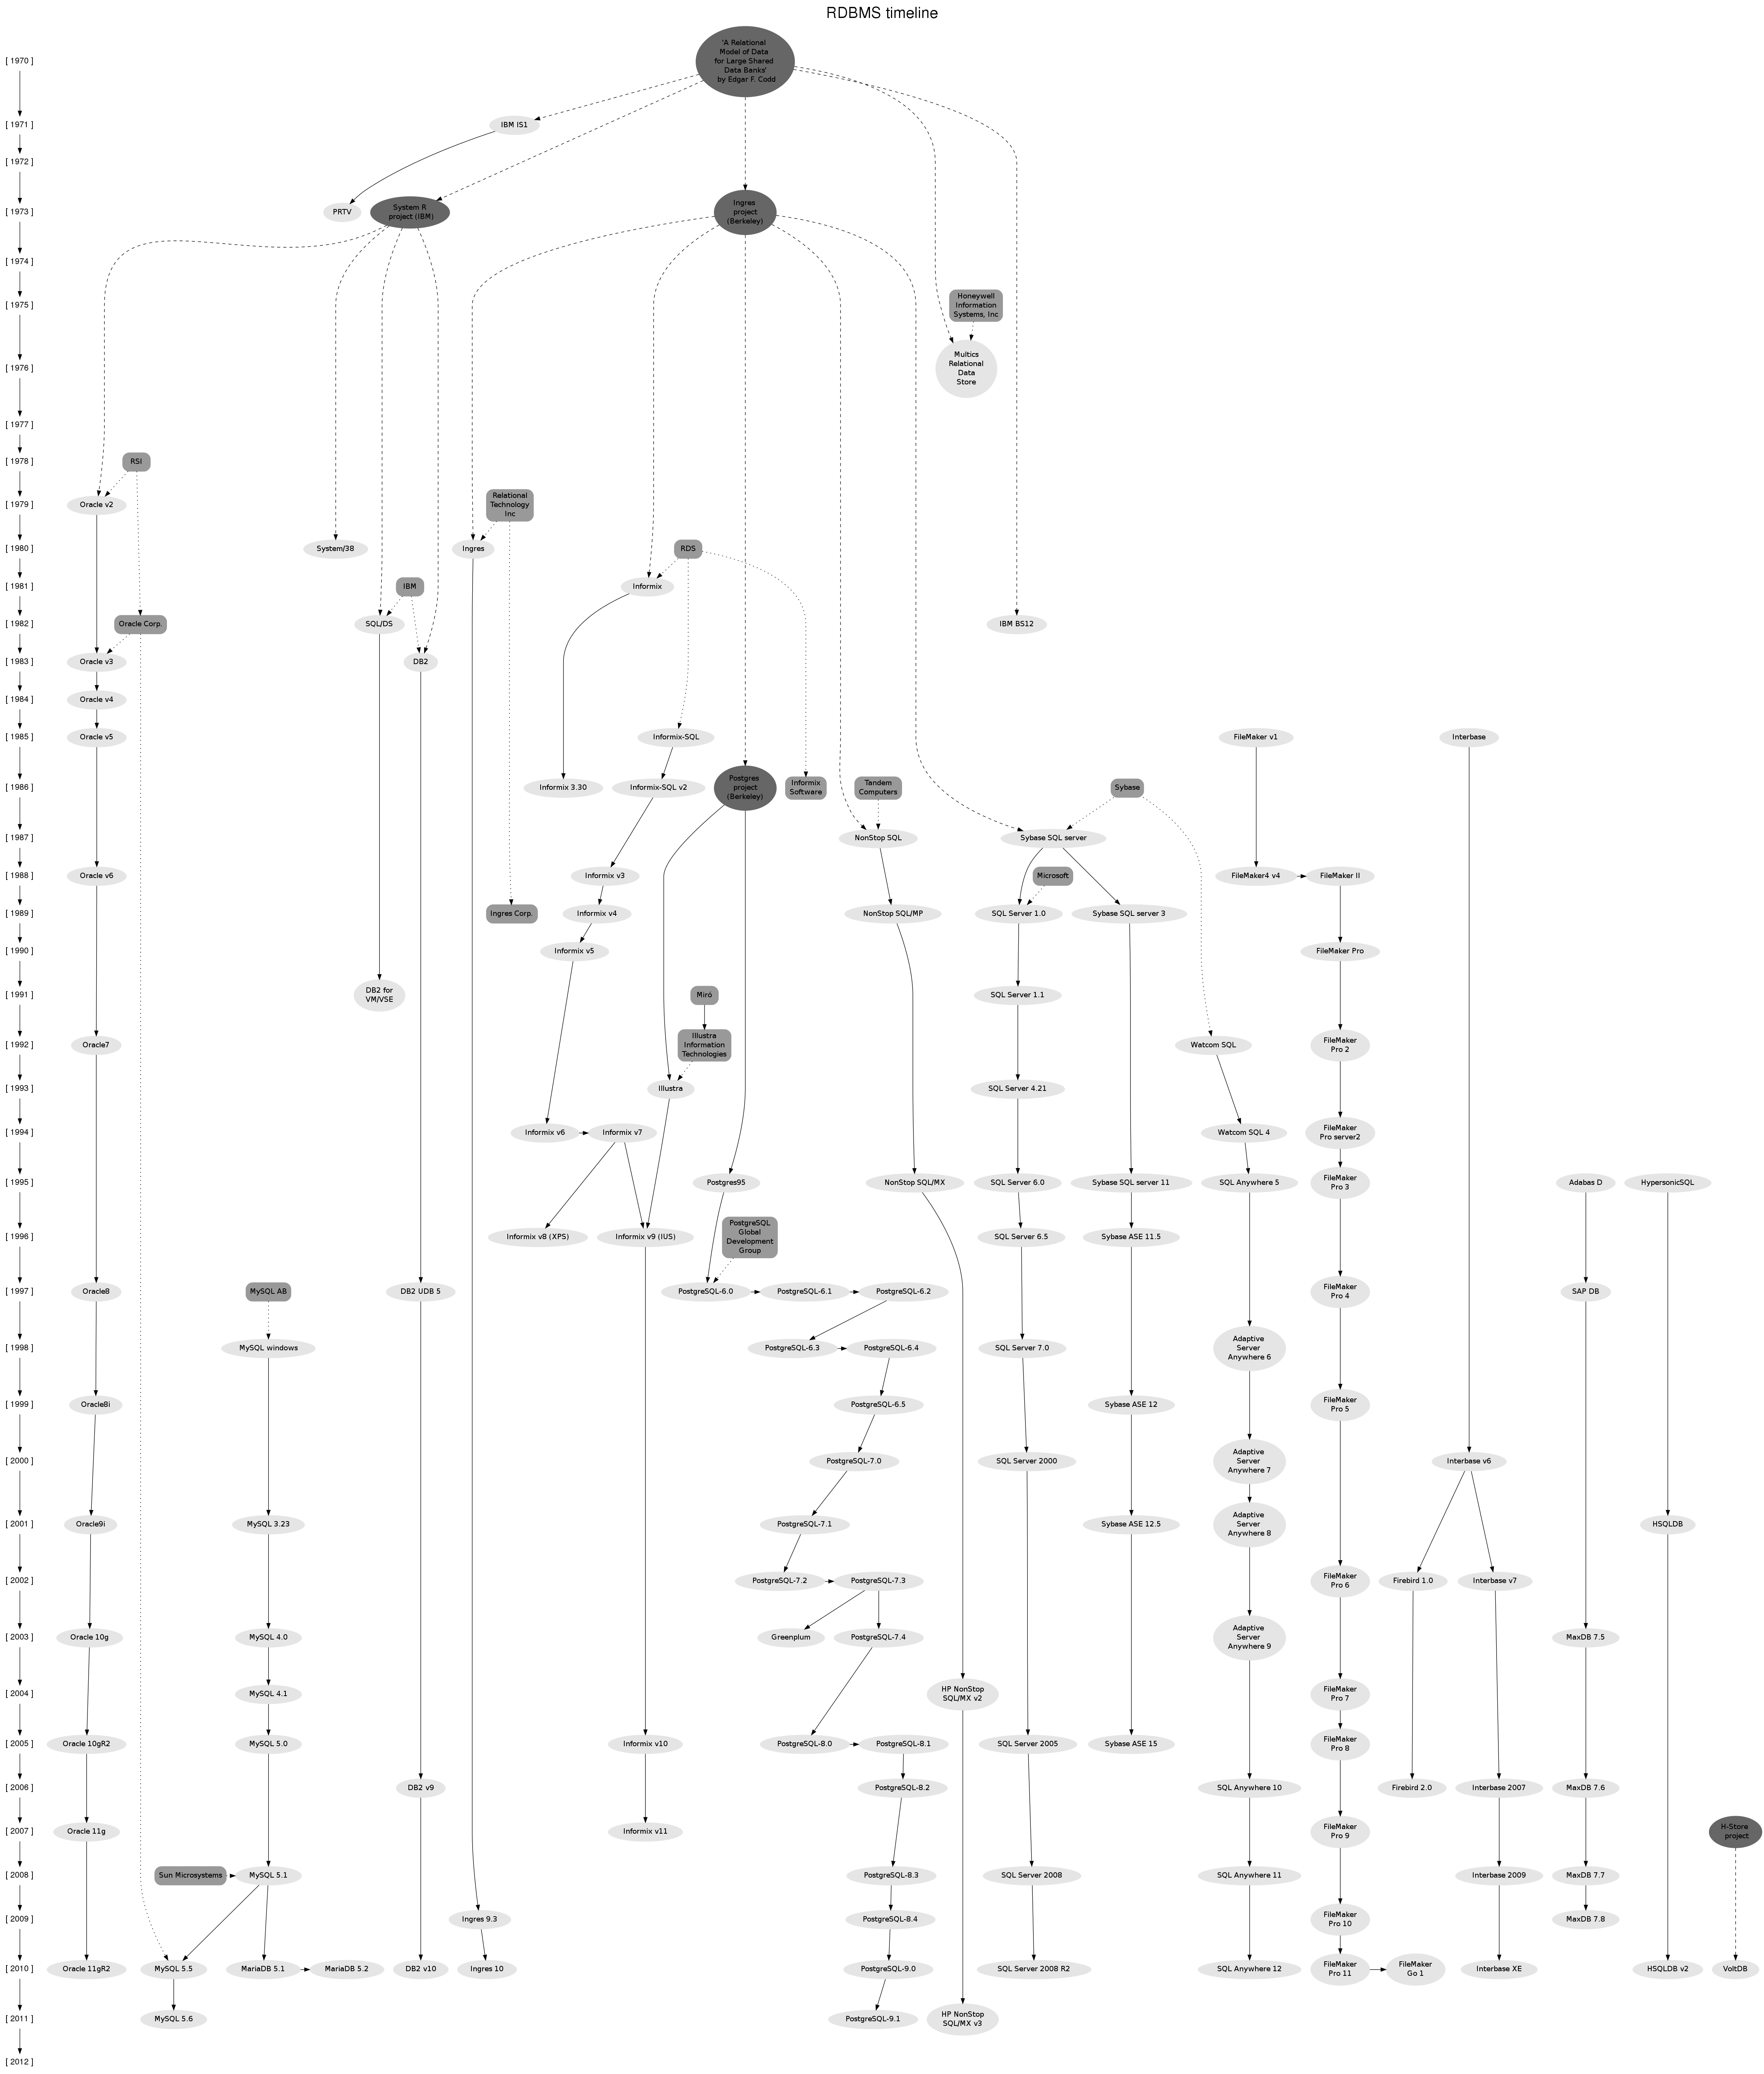 RDBMS timeline
'A Relational
Model of Data
for Large Shared
Data Banks'
by Edgar F. Codd
[ 1970 ]
[ 1971 ]
IBM IS1
[ 1972 ]
[ 1973 ]
PRTV
System R
project (IBM)
Ingres
project
(Berkeley)
[ 1974 ]
[ 1975 ]
Honeywell
Information
Systems, Inc
[ 1976 ]
Multics
Relational
Data
Store
[ 1977 ]
[ 1978 ]
RSI
[ 1979 ]
Oracle v2
Relational
Technology
Inc
[ 1980 ]
System/38
Ingres
RDS
[ 1981 ]
IBM
Informix
[ 1982 ]
Oracle Corp.
SQL/DS
IBM BS12
[ 1983 ]
Oracle v3
DB2
[ 1984 ]
Oracle v4
[ 1985 ]
Oracle v5
Informix-SQL
FileMaker v1
Interbase
[ 1986 ]
Informix 3.30
Informix-SQL v2
Postgres
project
(Berkeley)
Informix
Software
Tandem
Computers
Sybase
[ 1987 ]
NonStop SQL
Sybase SQL server
[ 1988 ]
Oracle v6
Informix v3
Microsoft
FileMaker4 v4
FileMaker II
[ 1989 ]
Ingres Corp.
Informix v4
NonStop SQL/MP
SQL Server 1.0
Sybase SQL server 3
[ 1990 ]
Informix v5
FileMaker Pro
[ 1991 ]
DB2 for
VM/VSE
Miró
SQL Server 1.1
[ 1992 ]
Oracle7
Illustra
Information
Technologies
Watcom SQL
FileMaker
Pro 2
[ 1993 ]
Illustra
SQL Server 4.21
[ 1994 ]
Informix v6
Informix v7
Watcom SQL 4
FileMaker
Pro server2
[ 1995 ]
Postgres95
NonStop SQL/MX
SQL Server 6.0
Sybase SQL server 11
SQL Anywhere 5
FileMaker
Pro 3
Adabas D
HypersonicSQL
[ 1996 ]
Informix v8 (XPS)
Informix v9 (IUS)
PostgreSQL
Global
Development
Group
SQL Server 6.5
Sybase ASE 11.5
[ 1997 ]
Oracle8
MySQL AB
DB2 UDB 5
PostgreSQL-6.0
PostgreSQL-6.1
PostgreSQL-6.2
FileMaker
Pro 4
SAP DB
[ 1998 ]
MySQL windows
PostgreSQL-6.3
PostgreSQL-6.4
SQL Server 7.0
Adaptive
Server
Anywhere 6
[ 1999 ]
Oracle8i
PostgreSQL-6.5
Sybase ASE 12
FileMaker
Pro 5
[ 2000 ]
PostgreSQL-7.0
SQL Server 2000
Adaptive
Server
Anywhere 7
Interbase v6
[ 2001 ]
Oracle9i
MySQL 3.23
PostgreSQL-7.1
Sybase ASE 12.5
Adaptive
Server
Anywhere 8
HSQLDB
[ 2002 ]
PostgreSQL-7.2
PostgreSQL-7.3
FileMaker
Pro 6
Firebird 1.0
Interbase v7
[ 2003 ]
Oracle 10g
MySQL 4.0
Greenplum
PostgreSQL-7.4
Adaptive
Server
Anywhere 9
MaxDB 7.5
[ 2004 ]
MySQL 4.1
HP NonStop
SQL/MX v2
FileMaker
Pro 7
[ 2005 ]
Oracle 10gR2
MySQL 5.0
Informix v10
PostgreSQL-8.0
PostgreSQL-8.1
SQL Server 2005
Sybase ASE 15
FileMaker
Pro 8
[ 2006 ]
DB2 v9
PostgreSQL-8.2
SQL Anywhere 10
Firebird 2.0
Interbase 2007
MaxDB 7.6
[ 2007 ]
Oracle 11g
Informix v11
FileMaker
Pro 9
H-Store
project
[ 2008 ]
Sun Microsystems
MySQL 5.1
PostgreSQL-8.3
SQL Server 2008
SQL Anywhere 11
Interbase 2009
MaxDB 7.7
[ 2009 ]
Ingres 9.3
PostgreSQL-8.4
FileMaker
Pro 10
MaxDB 7.8
[ 2010 ]
Oracle 11gR2
MySQL 5.5
MariaDB 5.1
MariaDB 5.2
DB2 v10
Ingres 10
PostgreSQL-9.0
SQL Server 2008 R2
SQL Anywhere 12
FileMaker
Pro 11
FileMaker
Go 1
Interbase XE
HSQLDB v2
VoltDB
[ 2011 ]
MySQL 5.6
PostgreSQL-9.1
HP NonStop
SQL/MX v3
[ 2012 ]